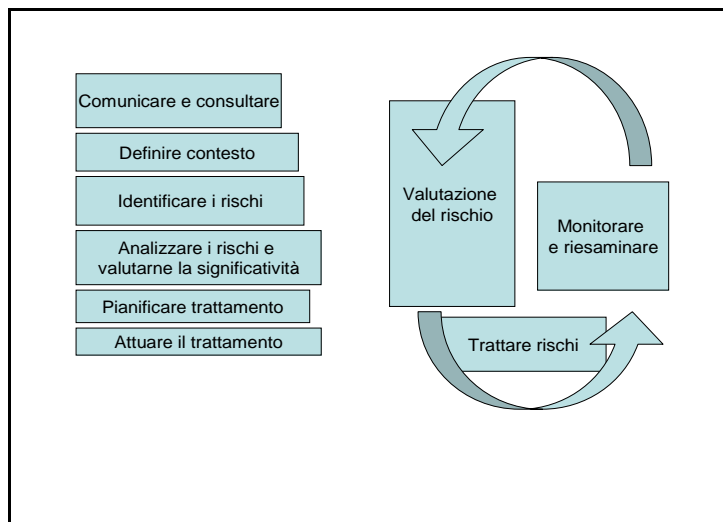 Comunicare e consultare
Definire contesto
Identificare i rischi
Analizzare i rischi e
valutarne la significatività
Pianificare trattamento
Attuare il trattamento
Valutazione
del rischio
Monitorare
e riesaminare
Trattare rischi